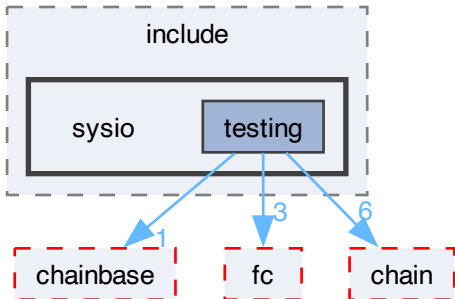 include
sysio
testing
1
3
6
chainbase
fc
chain